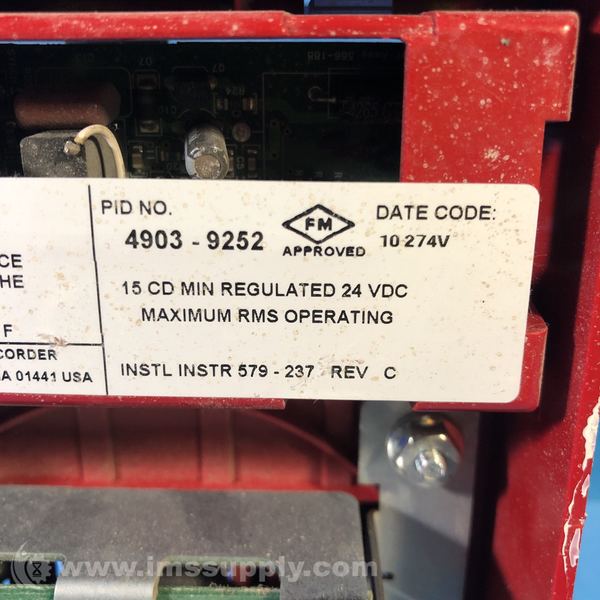 PID NO.
4903 - 9252
FM
APPROVED
DATE CODE:
10 274V
15 CD MIN REGULATED 24 VDC
MAXIMUM RMS OPERATING
INSTL INSTR 579 - 237 REV C
CE
HE
F
CORDER
A 01441 USA
R24
www.imssupply.com